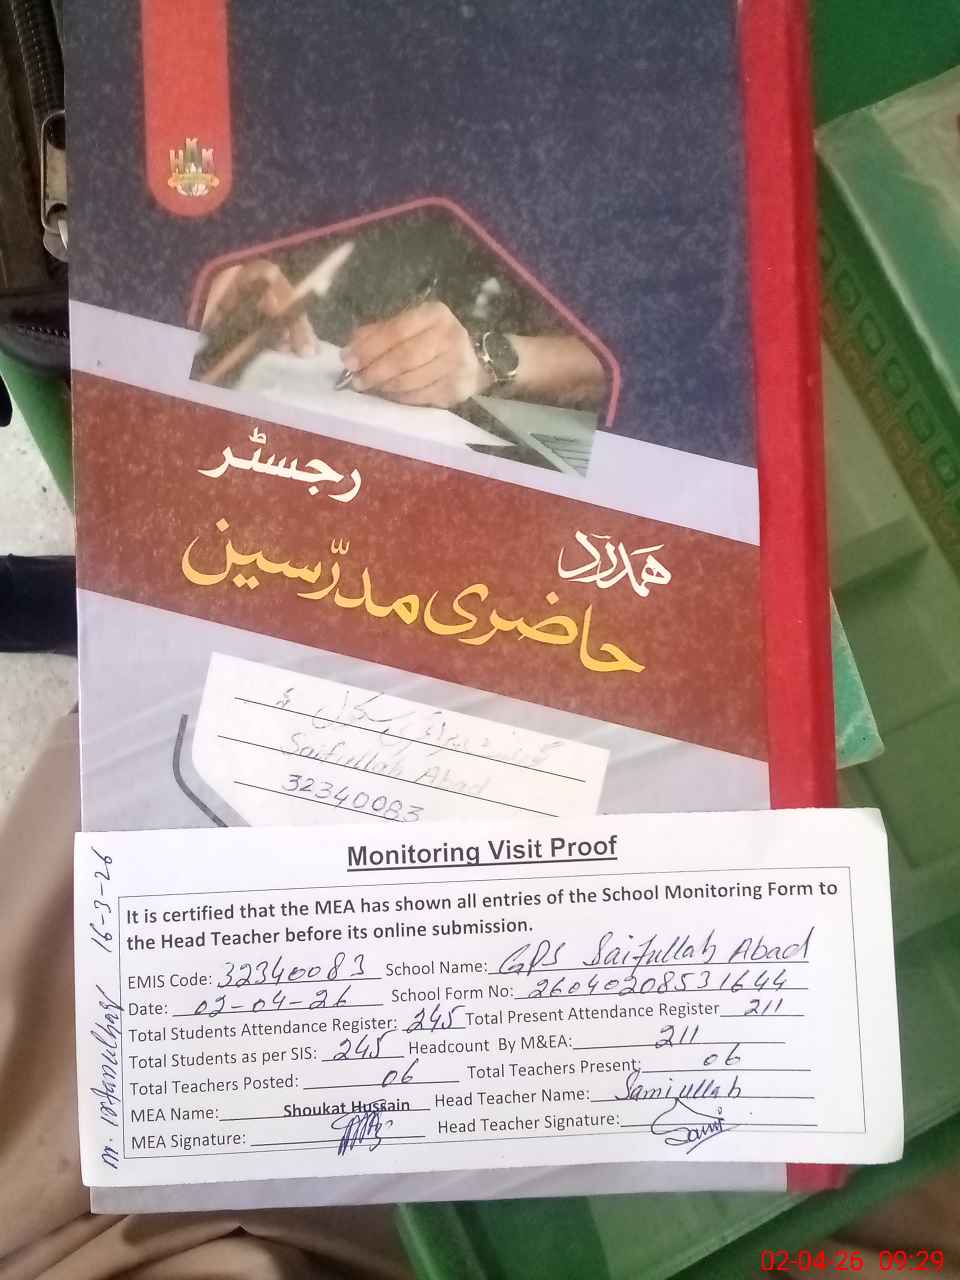 HKK
رجسٹر
ہمدرد
حاضری مدرّسین
Saifullah Abad
32340083
Monitoring Visit Proof
It is certified that the MEA has shown all entries of the School Monitoring Form to
the Head Teacher before its online submission.
EMIS Code: 32340083 School Name: GPS Saifullah Abad
Date: 02-04-26 School Form No: 26040208531644
Total Students Attendance Register: 245 Total Present Attendance Register 211
Total Students as per SIS: 245 Headcount By M&EA: 211
Total Teachers Posted: 06 Total Teachers Present: 06
MEA Name: Shoukat Hussain Head Teacher Name: Samiullah
MEA Signature: Head Teacher Signature: Sami
16-3-26
02-04-26 09:29